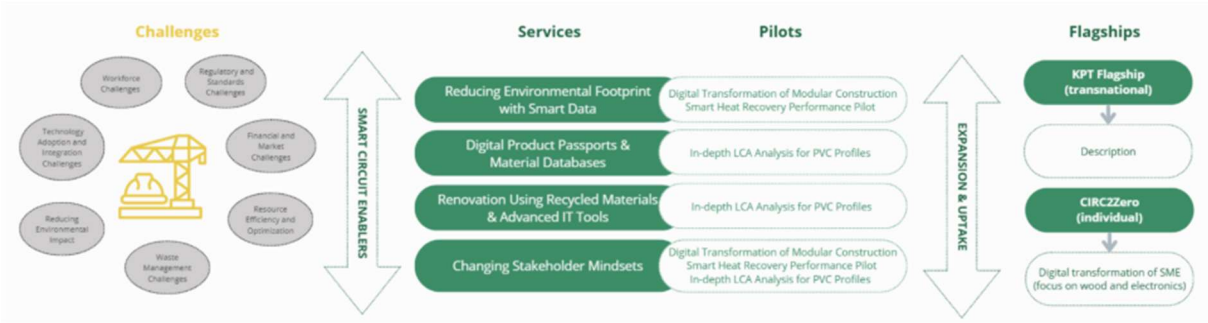 Challenges
Workforce
Challenges
Regulatory and
Standards
Challenges
Technology
Adoption and
Integration
Challenges
Financial and
Market
Challenges
Reducing
Environmental
Impact
Resource
Efficiency and
Optimization
Waste
Management
Challenges
SMART CIRCUIT ENABLERS
Services
Pilots
Reducing Environmental Footprint
with Smart Data
Digital Transformation of Modular Construction
Smart Heat Recovery Performance Pilot
Digital Product Passports &
Material Databases
In-depth LCA Analysis for PVC Profiles
Renovation Using Recycled Materials
& Advanced IT Tools
In-depth LCA Analysis for PVC Profiles
Changing Stakeholder Mindsets
Digital Transformation of Modular Construction
Smart Heat Recovery Performance Pilot
In-depth LCA Analysis for PVC Profiles
EXPANSION & UPTAKE
Flagships
KPT Flagship
(transnational)
Description
CIRC2Zero
(individual)
Digital transformation of SME
(focus on wood and electronics)